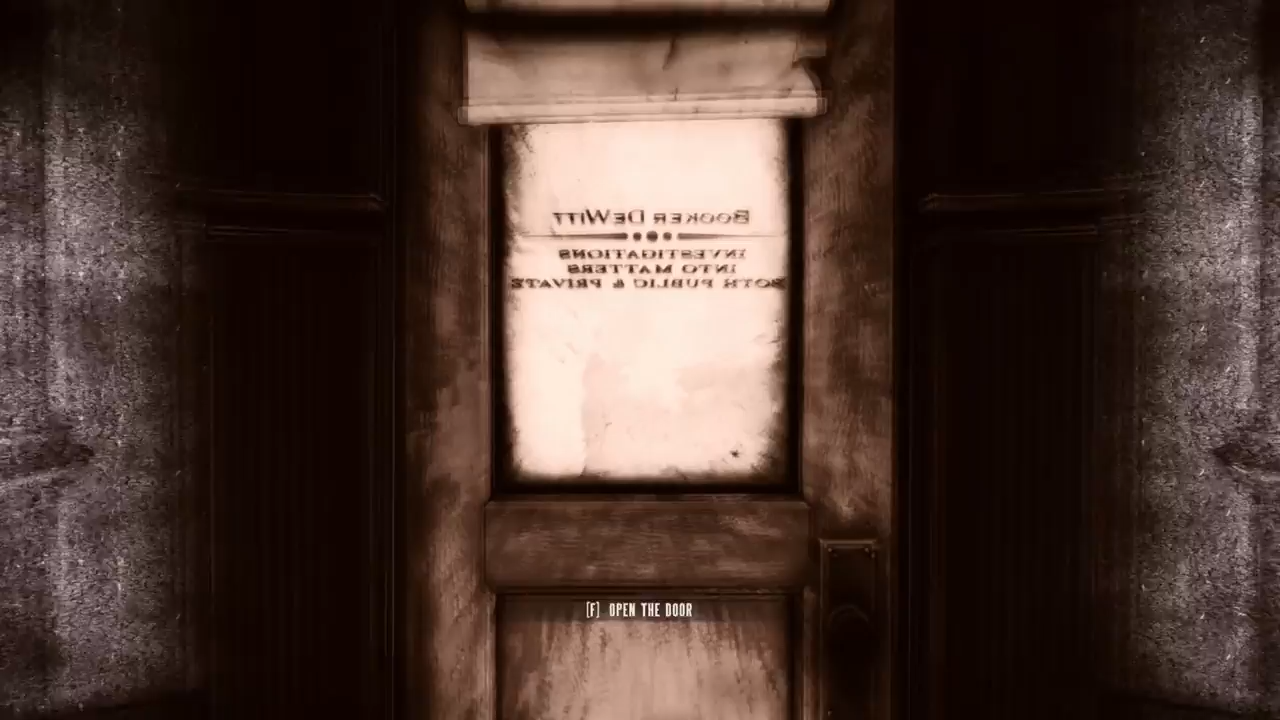 BOOKER DEWITT
INVESTIGATIONS
INTO MATTERS
BOTH PUBLIC & PRIVATE
[F] OPEN THE DOOR